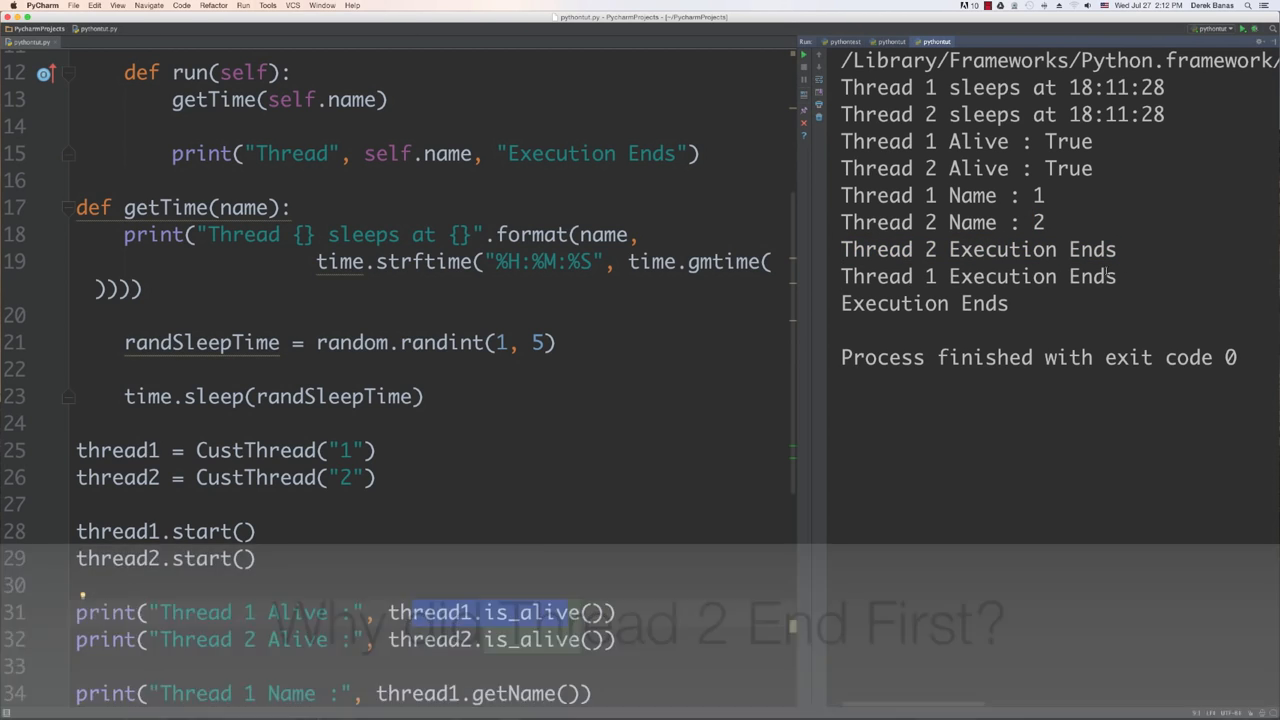 PyCharm File Edit View Navigate Code Refactor Run Tools VCS Window Help 10 Wed Jul 27 2:12 PM Derek Banas
pythontut.py - PyCharmProjects - [~/PycharmProjects]
PycharmProjects pythontut.py pythontut
pythontut.py
Run: pythontest pythontut pythontut
12 def run(self):
13 getTime(self.name)
14
15 print("Thread", self.name, "Execution Ends")
16
17 def getTime(name):
18 print("Thread {} sleeps at {}".format(name,
19 time.strftime("%H:%M:%S", time.gmtime(
))))
20
21 randSleepTime = random.randint(1, 5)
22
23 time.sleep(randSleepTime)
24
25 thread1 = CustThread("1")
26 thread2 = CustThread("2")
27
28 thread1.start()
29 thread2.start()
30
31 print("Thread 1 Alive :", thread1.is_alive())
32 print("Thread 2 Alive :", thread2.is_alive())
33
34 print("Thread 1 Name :", thread1.getName())
/Library/Frameworks/Python.framework/
Thread 1 sleeps at 18:11:28
Thread 2 sleeps at 18:11:28
Thread 1 Alive : True
Thread 2 Alive : True
Thread 1 Name : 1
Thread 2 Name : 2
Thread 2 Execution Ends
Thread 1 Execution Ends
Execution Ends
Process finished with exit code 0
Why did Thread 2 End First?
9:1 LF÷ UTF-8÷